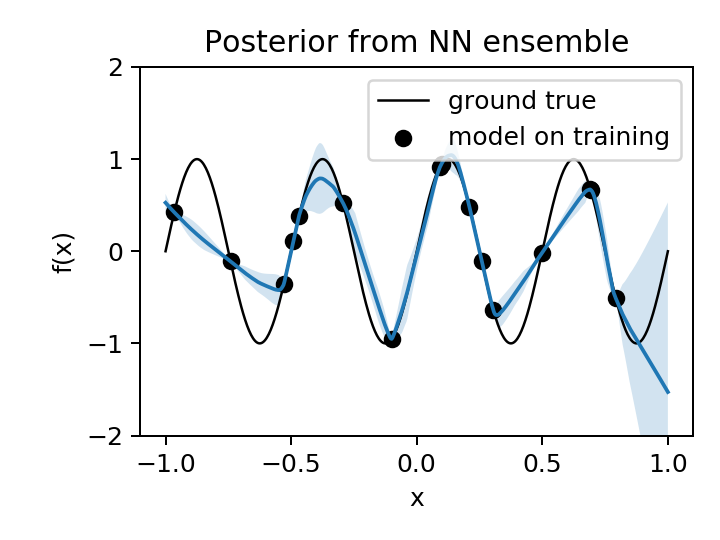 Posterior from NN ensemble
ground true
model on training
f(x)
2
1
0
−1
−2
−1.0
−0.5
0.0
0.5
1.0
x